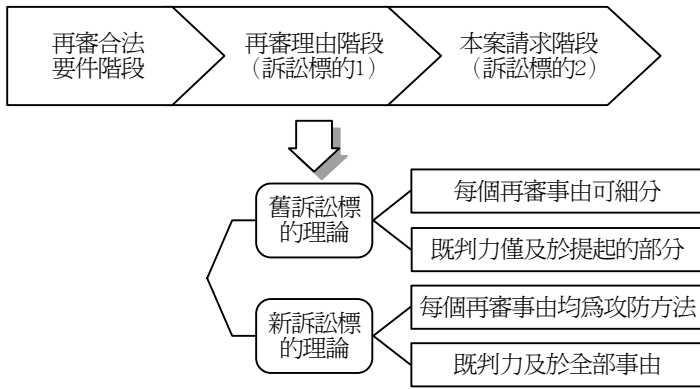 再審合法
要件階段
再審理由階段
（訴訟標的1）
本案請求階段
（訴訟標的2）
舊訴訟標
的理論
每個再審事由可細分
既判力僅及於提起的部分
新訴訟標
的理論
每個再審事由均爲攻防方法
既判力及於全部事由